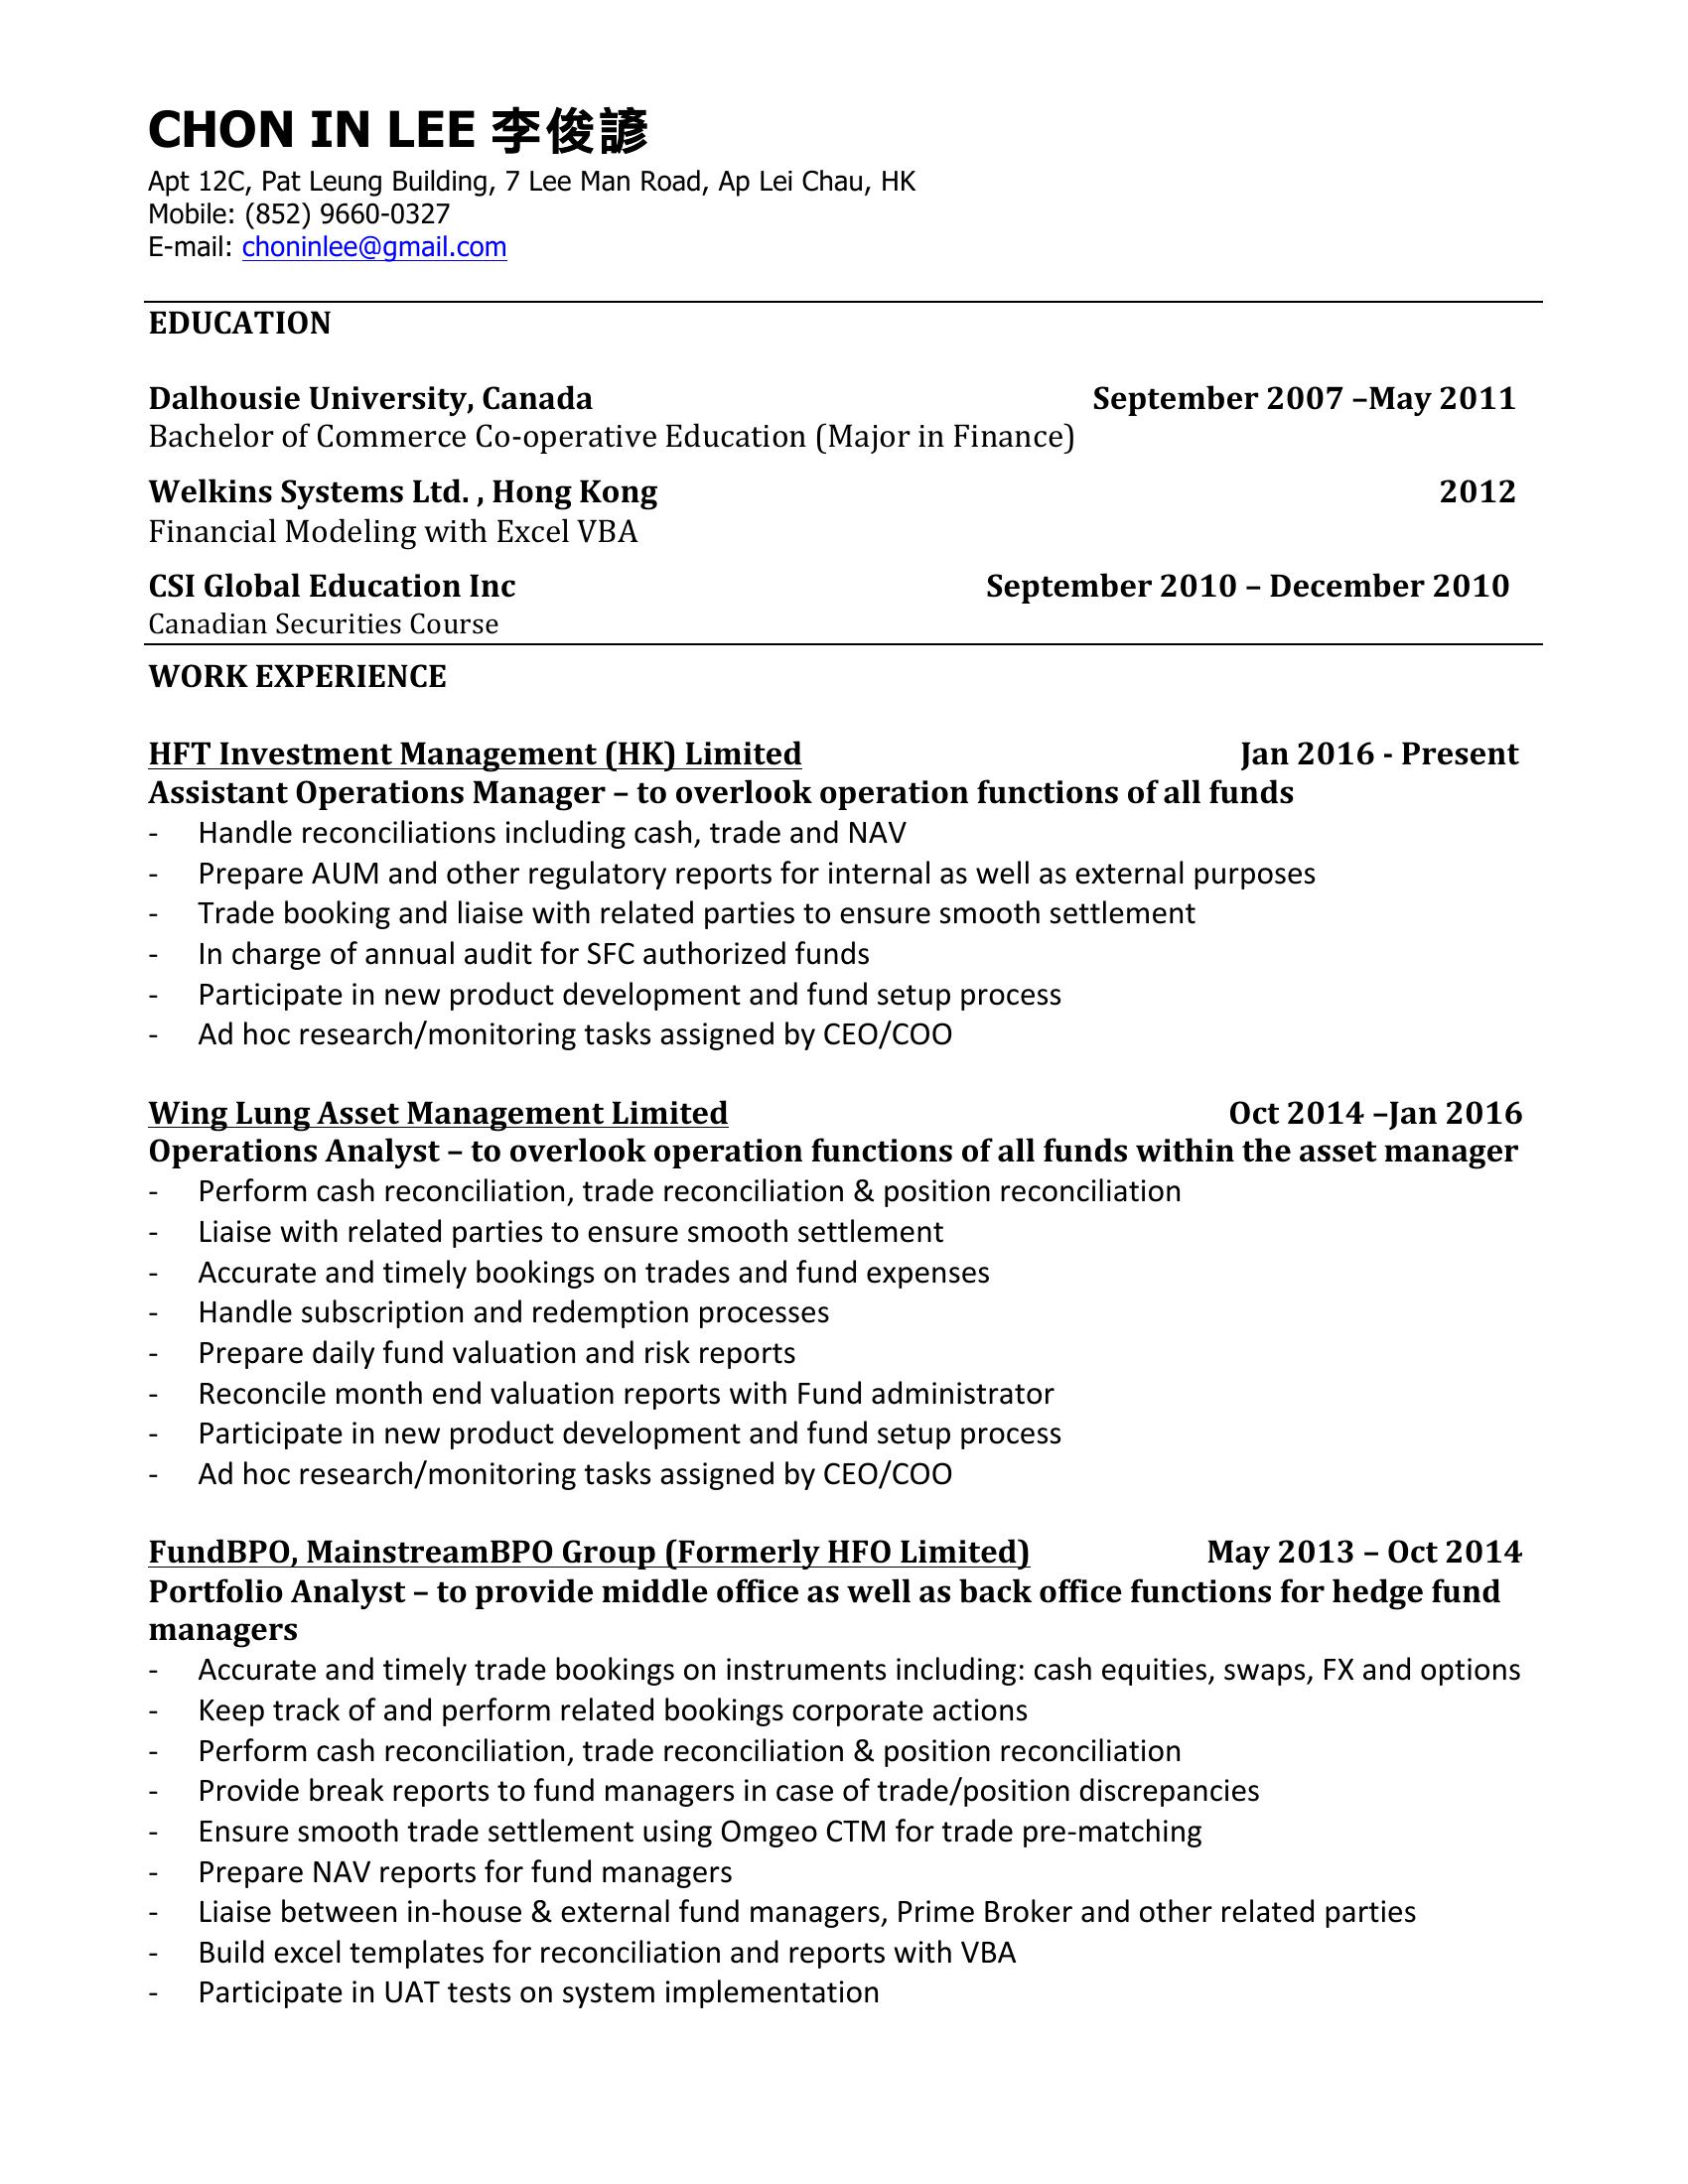 CHON IN LEE 李俊諺
Apt 12C, Pat Leung Building, 7 Lee Man Road, Ap Lei Chau, HK
Mobile: (852) 9660-0327
E-mail: choninlee@gmail.com
EDUCATION
Dalhousie University, Canada September 2007 –May 2011
Bachelor of Commerce Co-operative Education (Major in Finance)
Welkins Systems Ltd. , Hong Kong 2012
Financial Modeling with Excel VBA
CSI Global Education Inc September 2010 – December 2010
Canadian Securities Course
WORK EXPERIENCE
HFT Investment Management (HK) Limited Jan 2016 - Present
Assistant Operations Manager – to overlook operation functions of all funds
- Handle reconciliations including cash, trade and NAV
- Prepare AUM and other regulatory reports for internal as well as external purposes
- Trade booking and liaise with related parties to ensure smooth settlement
- In charge of annual audit for SFC authorized funds
- Participate in new product development and fund setup process
- Ad hoc research/monitoring tasks assigned by CEO/COO
Wing Lung Asset Management Limited Oct 2014 –Jan 2016
Operations Analyst – to overlook operation functions of all funds within the asset manager
- Perform cash reconciliation, trade reconciliation & position reconciliation
- Liaise with related parties to ensure smooth settlement
- Accurate and timely bookings on trades and fund expenses
- Handle subscription and redemption processes
- Prepare daily fund valuation and risk reports
- Reconcile month end valuation reports with Fund administrator
- Participate in new product development and fund setup process
- Ad hoc research/monitoring tasks assigned by CEO/COO
FundBPO, MainstreamBPO Group (Formerly HFO Limited) May 2013 – Oct 2014
Portfolio Analyst – to provide middle office as well as back office functions for hedge fund
managers
- Accurate and timely trade bookings on instruments including: cash equities, swaps, FX and options
- Keep track of and perform related bookings corporate actions
- Perform cash reconciliation, trade reconciliation & position reconciliation
- Provide break reports to fund managers in case of trade/position discrepancies
- Ensure smooth trade settlement using Omgeo CTM for trade pre-matching
- Prepare NAV reports for fund managers
- Liaise between in-house & external fund managers, Prime Broker and other related parties
- Build excel templates for reconciliation and reports with VBA
- Participate in UAT tests on system implementation